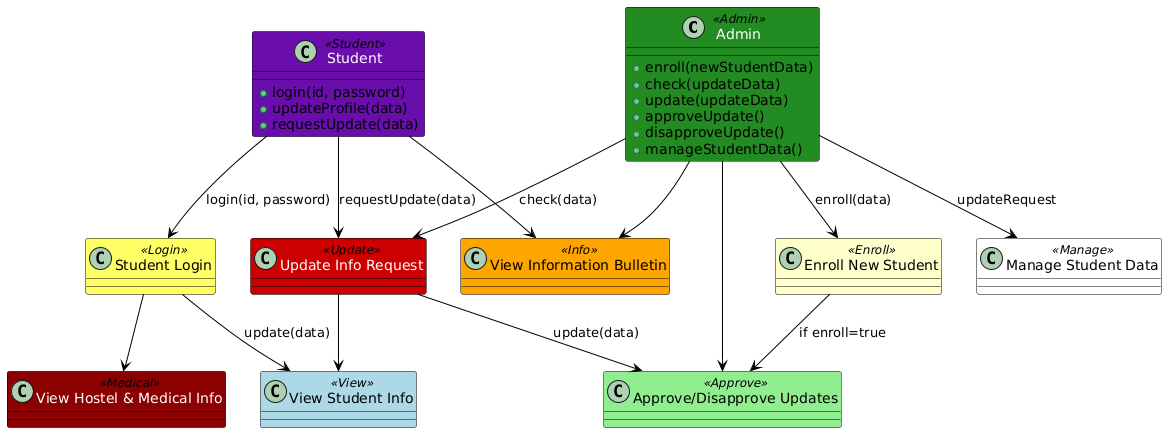 C «Student»
Student
login(id, password)
updateProfile(data)
requestUpdate(data)
C «Admin»
Admin
enroll(newStudentData)
check(updateData)
update(updateData)
approveUpdate()
disapproveUpdate()
manageStudentData()
login(id, password)
requestUpdate(data)
check(data)
enroll(data)
updateRequest
C «Login»
Student Login
C «Update»
Update Info Request
C «Info»
View Information Bulletin
C «Enroll»
Enroll New Student
C «Manage»
Manage Student Data
update(data)
update(data)
if enroll=true
C «Medical»
View Hostel & Medical Info
C «View»
View Student Info
C «Approve»
Approve/Disapprove Updates